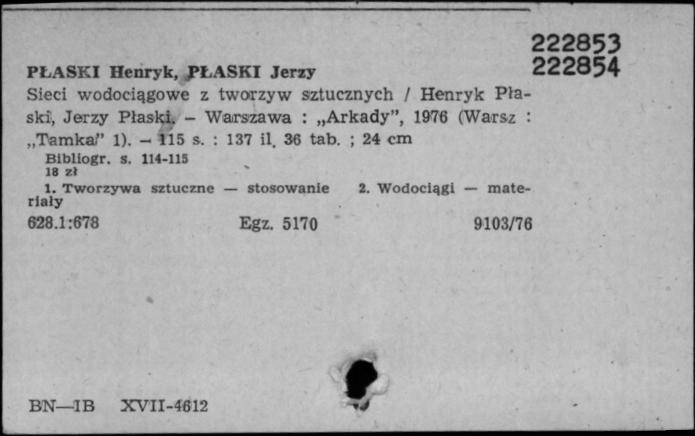 222853
222854
PŁASKI Henryk, PŁASKI Jerzy
Sieci wodociągowe z tworzyw sztucznych / Henryk Pła-
ski, Jerzy Płaski. — Warszawa : „Arkady”, 1976 (Warsz :
„Tamka” 1). — 115 s. : 137 il. 36 tab. ; 24 cm
Bibliogr. s. 114-115
18 zł
1. Tworzywa sztuczne — stosowanie 2. Wodociągi — mate-
riały
628.1:678 Egz. 5170 9103/76
BN—IB XVII-4612